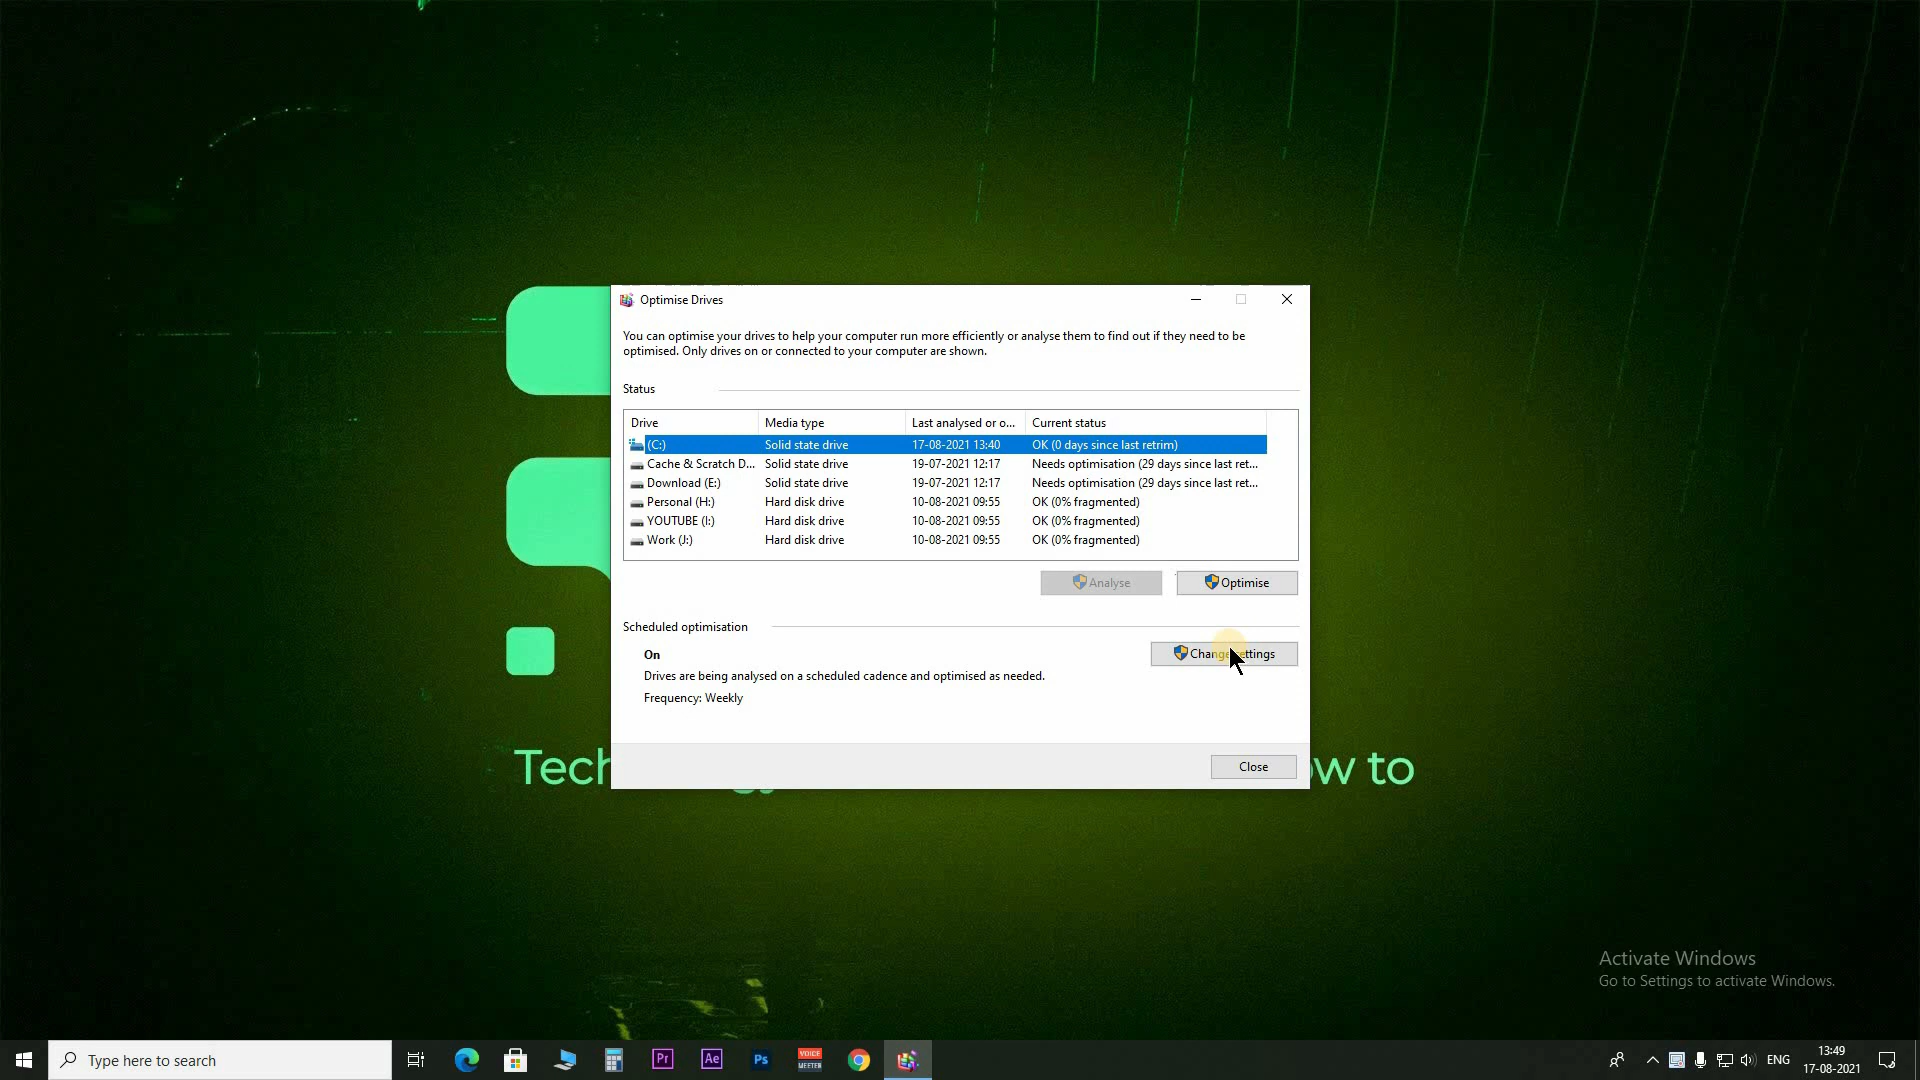 Optimise Drives
You can optimise your drives to help your computer run more efficiently or analyse them to find out if they need to be
optimised. Only drives on or connected to your computer are shown.
Status
Drive Media type Last analysed or o... Current status
(C:) Solid state drive 17-08-2021 13:40 OK (0 days since last retrim)
Cache & Scratch D... Solid state drive 19-07-2021 12:17 Needs optimisation (29 days since last ret...
Download (E:) Solid state drive 19-07-2021 12:17 Needs optimisation (29 days since last ret...
Personal (H:) Hard disk drive 10-08-2021 09:55 OK (0% fragmented)
YOUTUBE (I:) Hard disk drive 10-08-2021 09:55 OK (0% fragmented)
Work (J:) Hard disk drive 10-08-2021 09:55 OK (0% fragmented)
Analyse Optimise
Scheduled optimisation
On
Change settings
Drives are being analysed on a scheduled cadence and optimised as needed.
Frequency: Weekly
Close
Tech ow to
Activate Windows
Go to Settings to activate Windows.
Type here to search
Pr
Ae
Ps
VOICE
MEETER
ENG
13:49
17-08-2021